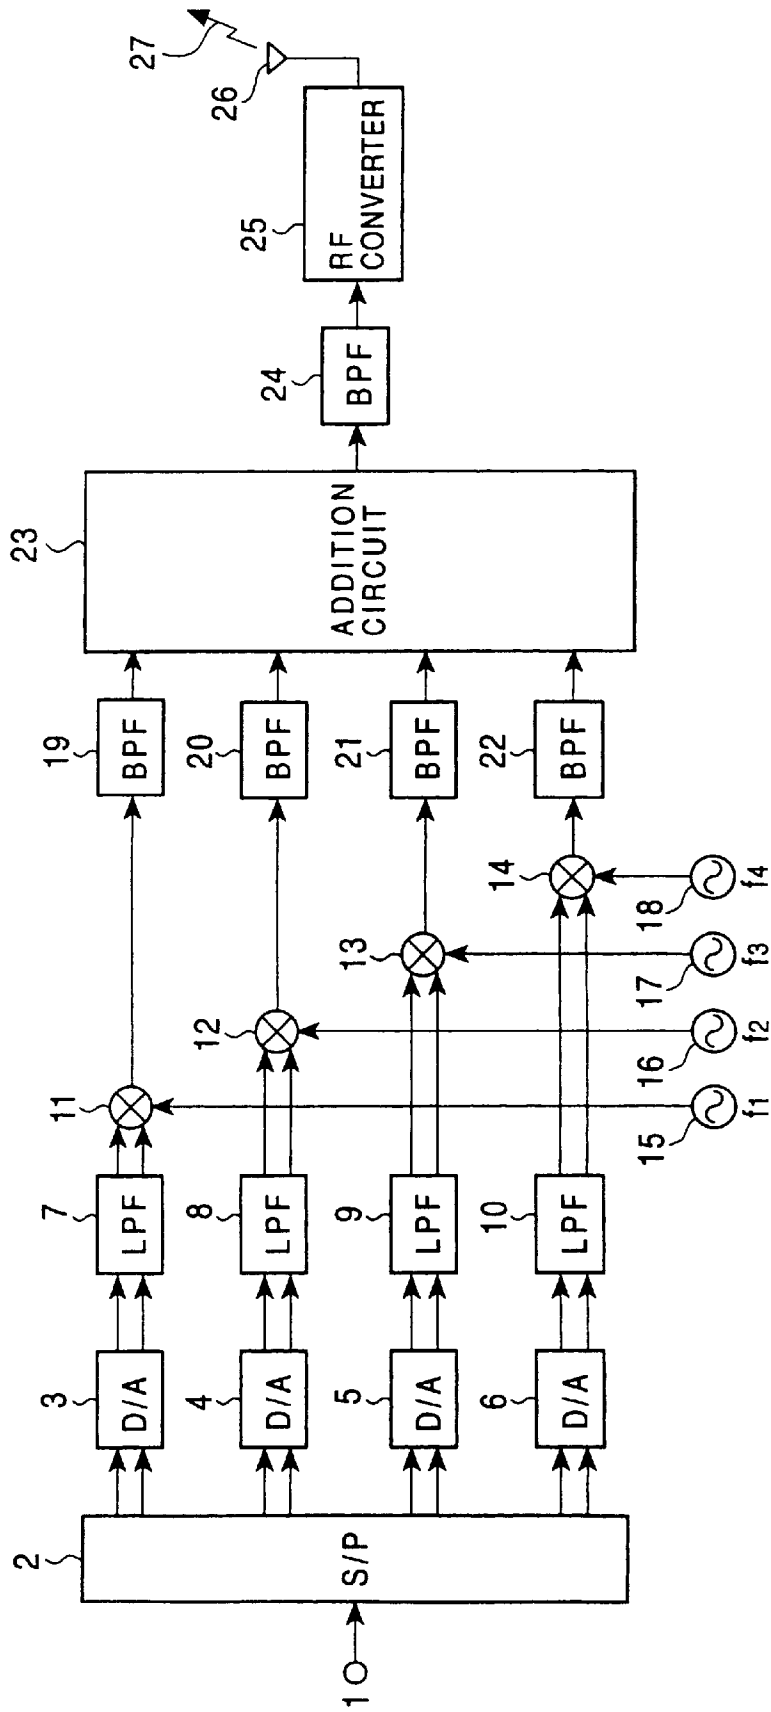 1
2
S/P
3
D/A
7
LPF
11
19
BPF
4
D/A
8
LPF
12
20
BPF
5
D/A
9
LPF
13
21
BPF
6
D/A
10
LPF
14
22
BPF
15
f1
16
f2
17
f3
18
f4
23
ADDITION
CIRCUIT
24
BPF
25
RF
CONVERTER
26
27